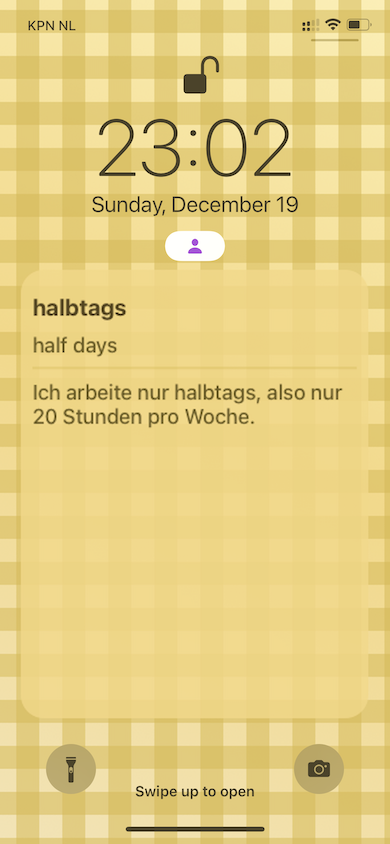 KPN NL
23:02
Sunday, December 19
halbtags
half days
Ich arbeite nur halbtags, also nur
20 Stunden pro Woche.
Swipe up to open